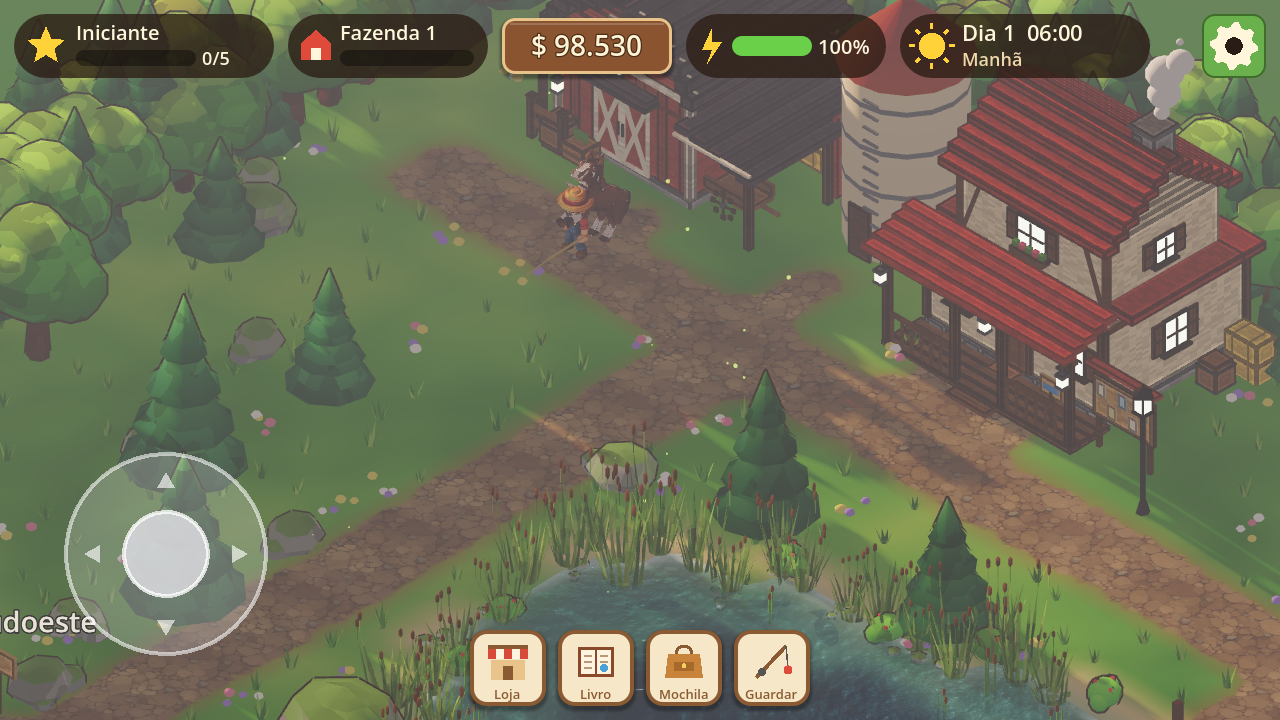 Iniciante
0/5
Fazenda 1
$ 98.530
100%
Dia 1 06:00
Manhã
udoeste
Loja
Livro
Mochila
Guardar